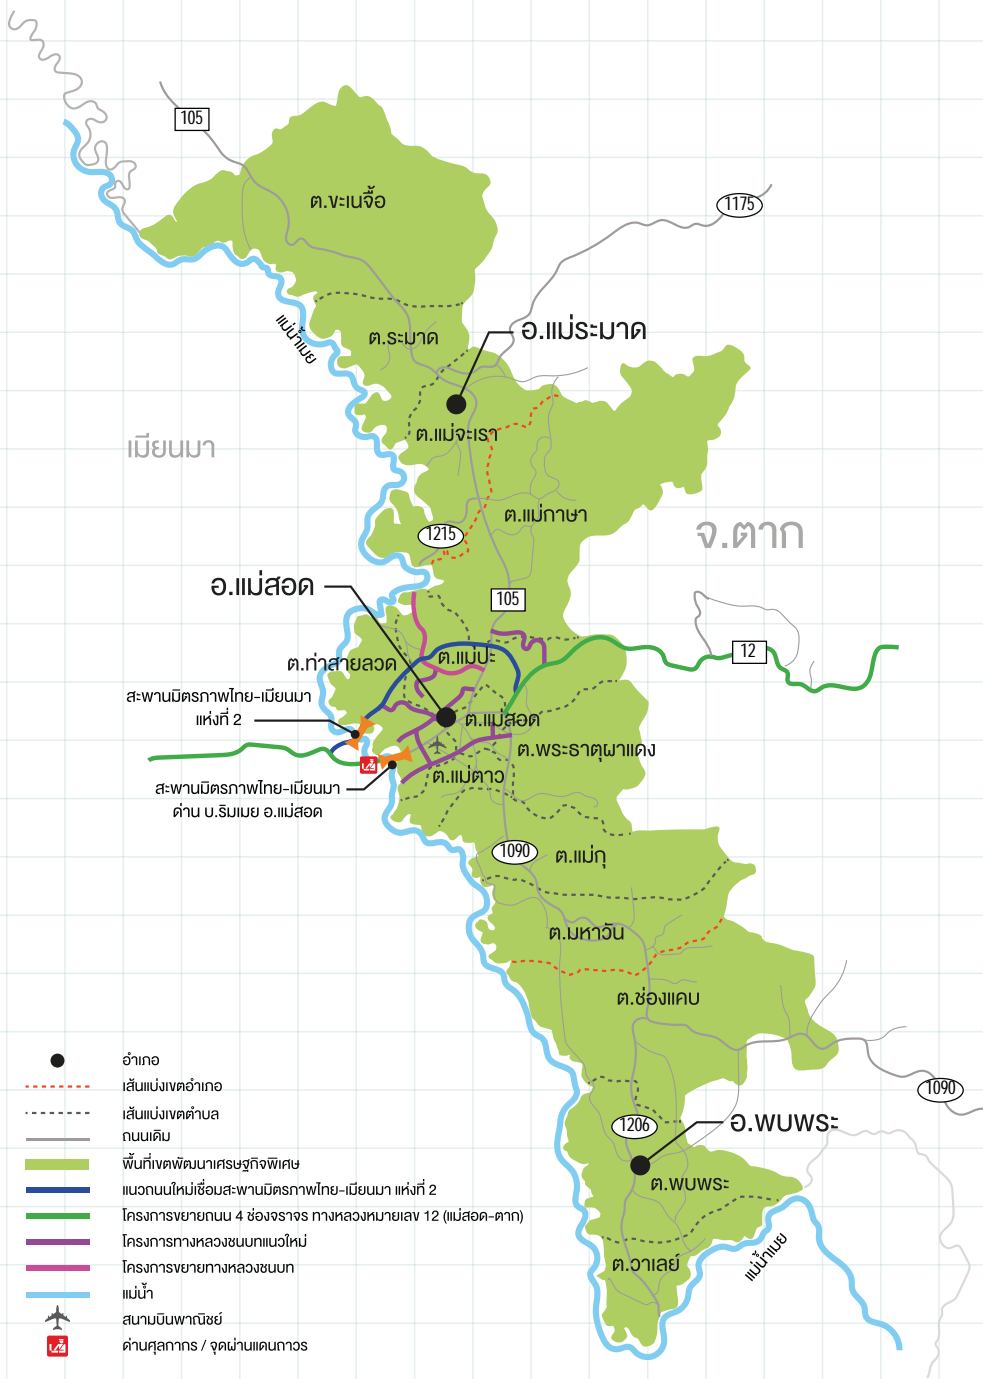 105
ต.ขะเนจื้อ
1175
แม่น้ำเมย
ต.ระมาด
อ.แม่ระมาด
เมียนมา
ต.แม่จะเรา
ต.แม่กาษา
จ.ตาก
1215
อ.แม่สอด
105
ต.ท่าสายลวด
ต.แม่ปะ
12
สะพานมิตรภาพไทย-เมียนมา
แห่งที่ 2
ต.แม่สอด
ต.พระธาตุผาแดง
ต.แม่ตาว
สะพานมิตรภาพไทย-เมียนมา
ด่าน บ.ริมเมย อ.แม่สอด
1090
ต.แม่กุ
ต.มหาวัน
ต.ช่องแคบ
1090
1206
อ.พบพระ
ต.พบพระ
ต.วาเลย์
แม่น้ำเมย
อำเภอ
เส้นแบ่งเขตอำเภอ
เส้นแบ่งเขตตำบล
ถนนเดิม
พื้นที่เขตพัฒนาเศรษฐกิจพิเศษ
แนวถนนใหม่เชื่อมสะพานมิตรภาพไทย-เมียนมา แห่งที่ 2
โครงการขยายถนน 4 ช่องจราจร ทางหลวงหมายเลข 12 (แม่สอด-ตาก)
โครงการทางหลวงชนบทแนวใหม่
โครงการขยายทางหลวงชนบท
แม่น้ำ
สนามบินพาณิชย์
ด่านศุลกากร / จุดผ่านแดนถาวร